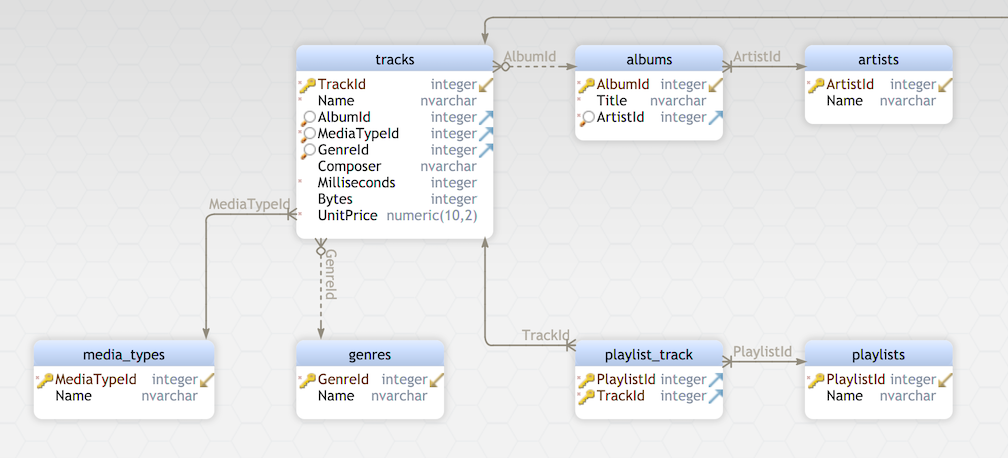 tracks
TrackId integer
Name nvarchar
AlbumId integer
MediaTypeId integer
GenreId integer
Composer nvarchar
Milliseconds integer
Bytes integer
UnitPrice numeric(10,2)
AlbumId
albums
AlbumId integer
Title nvarchar
ArtistId integer
ArtistId
artists
ArtistId integer
Name nvarchar
MediaTypeId
GenreId
TrackId
media_types
MediaTypeId integer
Name nvarchar
genres
GenreId integer
Name nvarchar
playlist_track
PlaylistId integer
TrackId integer
PlaylistId
playlists
PlaylistId integer
Name nvarchar